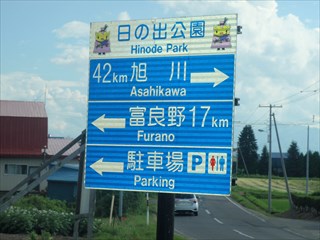 日の出公園
Hinode Park
42km 旭川
Asahikawa
富良野 17km
Furano
駐車場 P
Parking